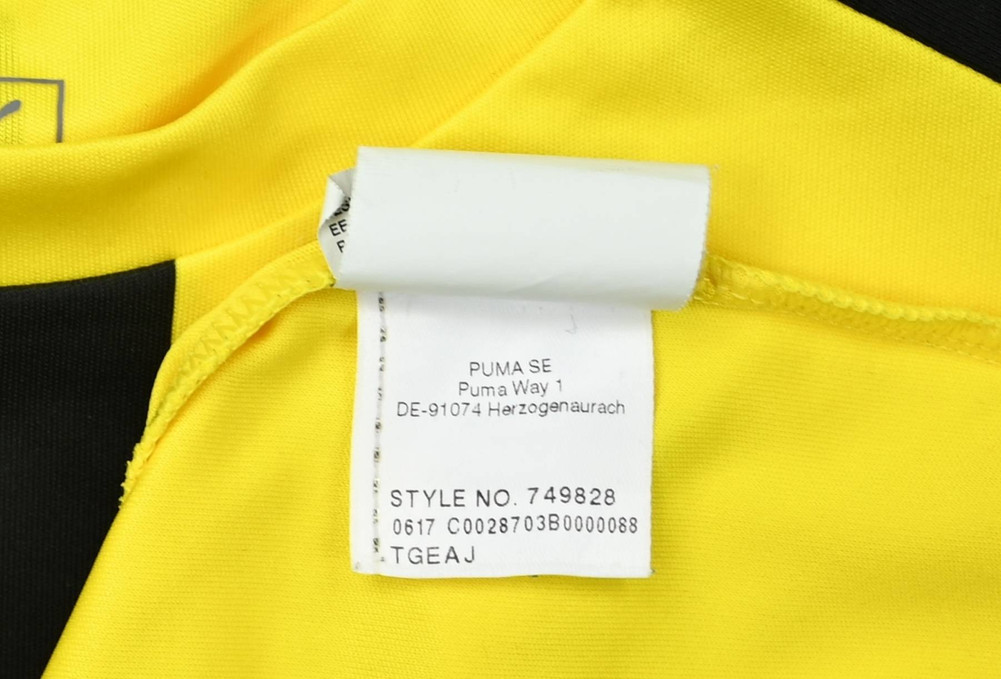 PUMA SE
Puma Way 1
DE-91074 Herzogenaurach
STYLE NO. 749828
0617 C0028703B0000088
TGEAJ